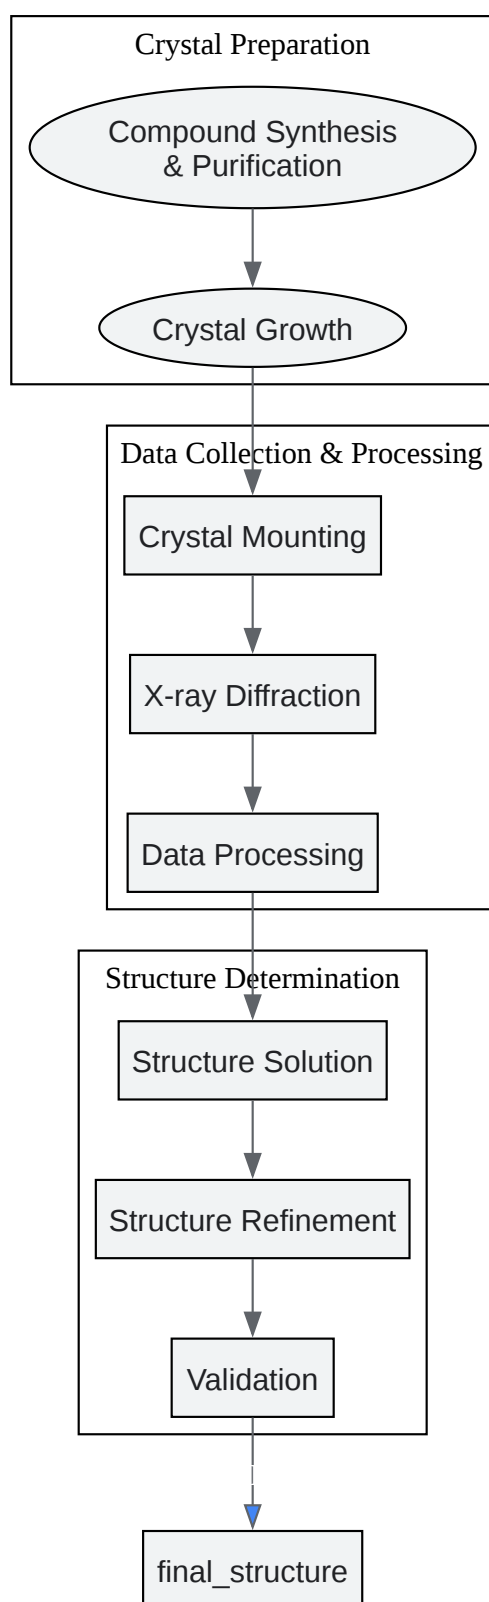 Crystal Preparation
Compound Synthesis
& Purification
Crystal Growth
Data Collection & Processing
Crystal Mounting
X-ray Diffraction
Data Processing
Structure Determination
Structure Solution
Structure Refinement
Validation
final_structure